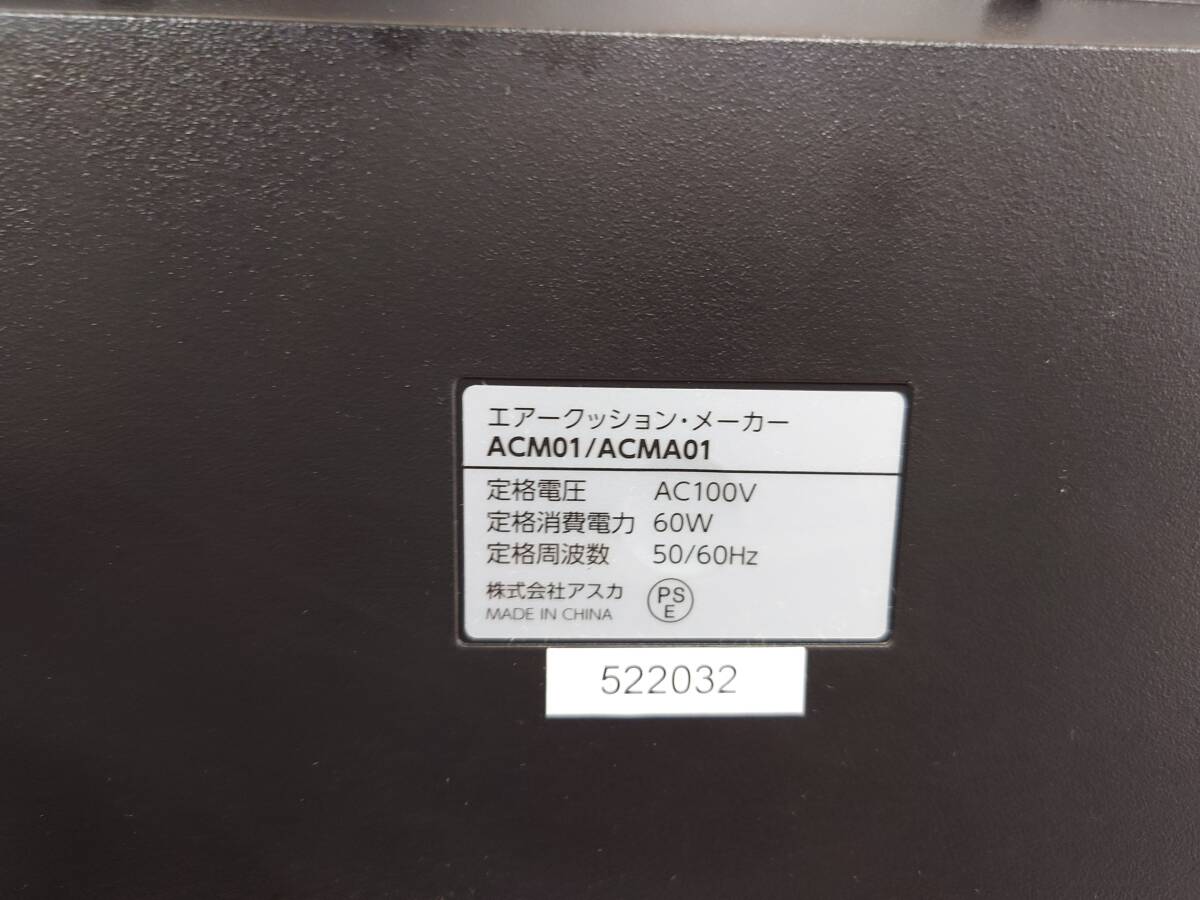 エアークッション・メーカー
ACM01/ACMA01
定格電圧 AC100V
定格消費電力 60W
定格周波数 50/60Hz
株式会社アスカ
MADE IN CHINA
PS
E
522032